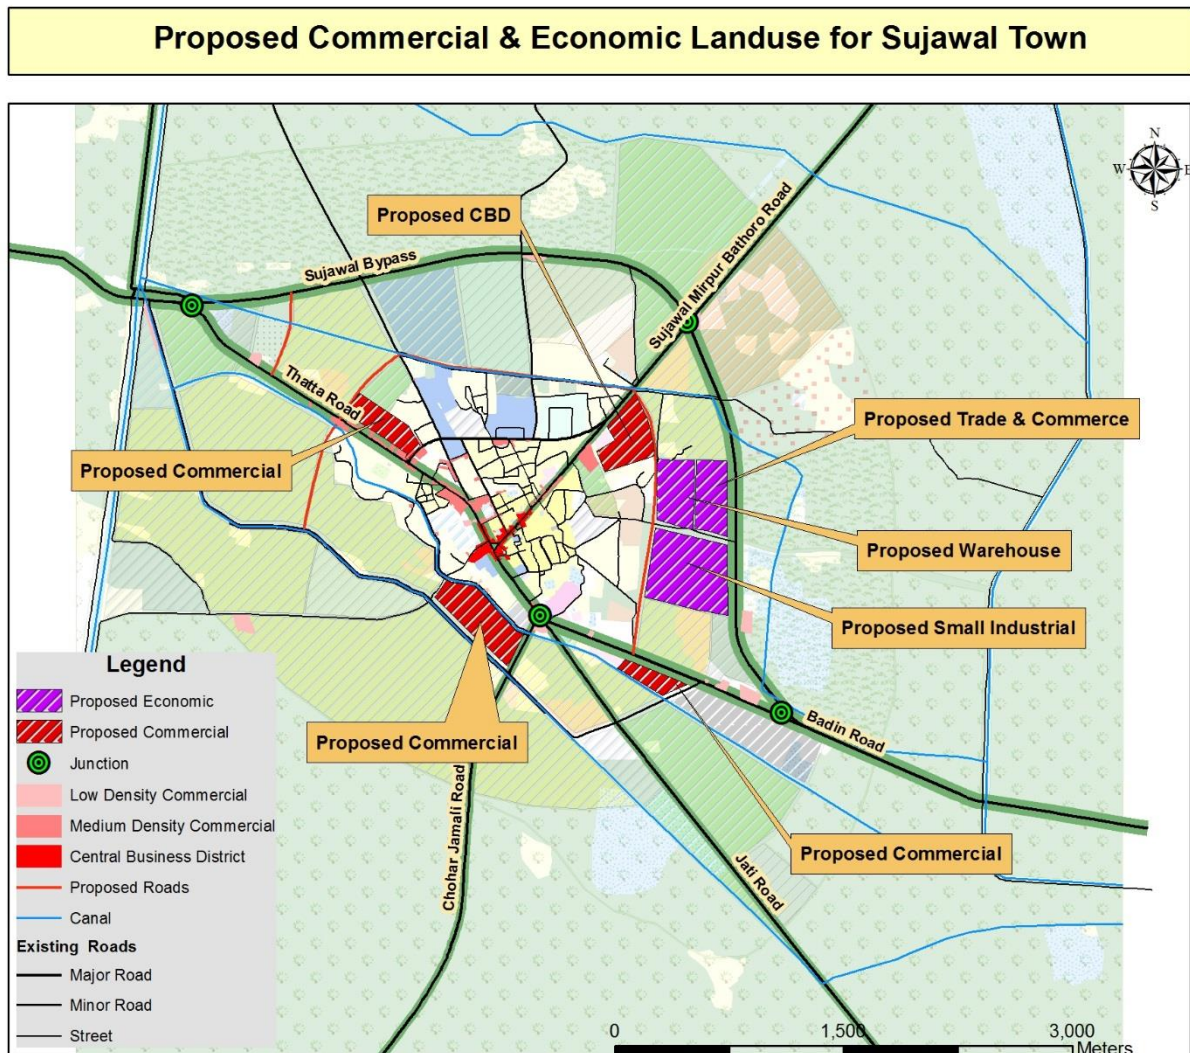 Proposed Commercial & Economic Landuse for Sujawal Town
N
W E
S
Proposed CBD
Sujawal Bypass
Sujawal Mirpur Bathoro Road
Thatta Road
Proposed Trade & Commerce
Proposed Commercial
Proposed Warehouse
Proposed Small Industrial
Proposed Commercial
Badin Road
Chohar Jamali Road
Jati Road
Proposed Commercial
Legend
Proposed Economic
Proposed Commercial
Junction
Low Density Commercial
Medium Density Commercial
Central Business District
Proposed Roads
Canal
Existing Roads
Major Road
Minor Road
Street
0 1,500 3,000
Meters